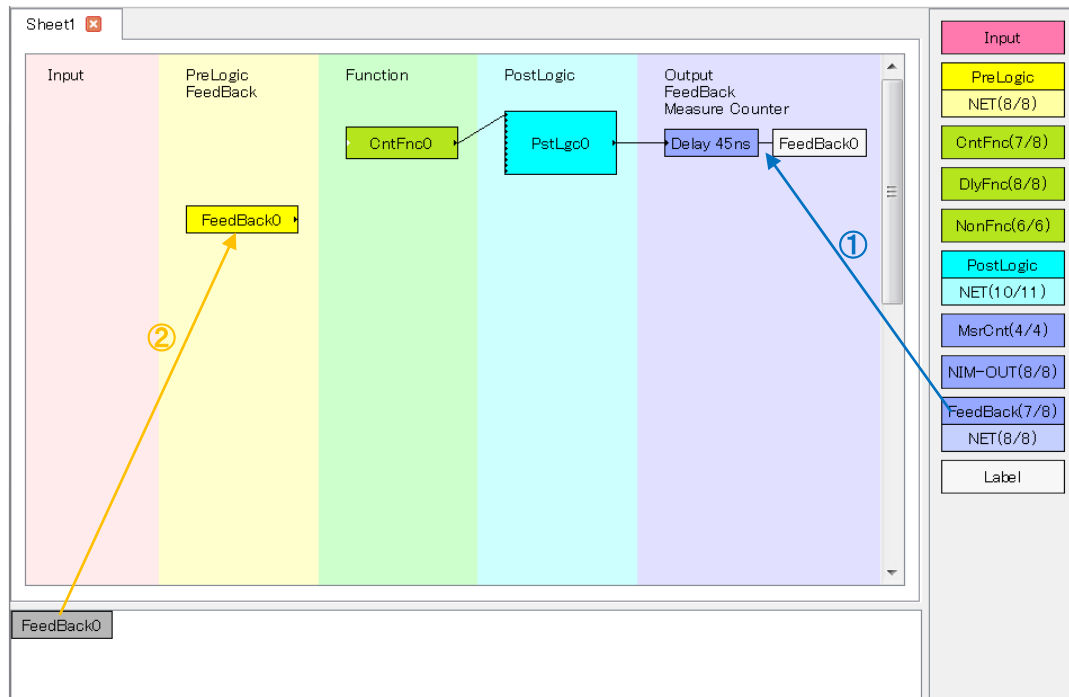 Sheet1
Input
PreLogic
FeedBack
Function
PostLogic
Output
FeedBack
Measure Counter
CntFnc0
PstLgc0
Delay 45ns
FeedBack0
FeedBack0
①
②
FeedBack0
Input
PreLogic
NET(8/8)
CntFnc(7/8)
DlyFnc(8/8)
NonFnc(6/6)
PostLogic
NET(10/11)
MsrCnt(4/4)
NIM-OUT(8/8)
FeedBack(7/8)
NET(8/8)
Label